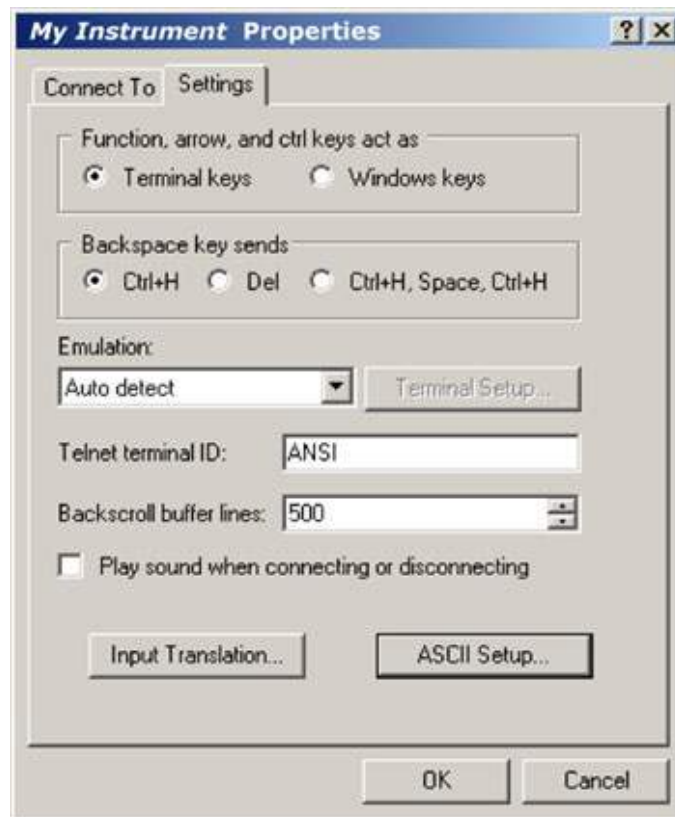 My Instrument Properties
Connect To Settings
Function, arrow, and ctrl keys act as
Terminal keys Windows keys
Backspace key sends
Ctrl+H Del Ctrl+H, Space, Ctrl+H
Emulation:
Auto detect Terminal Setup...
Telnet terminal ID: ANSI
Backscroll buffer lines: 500
Play sound when connecting or disconnecting
Input Translation... ASCII Setup...
OK Cancel